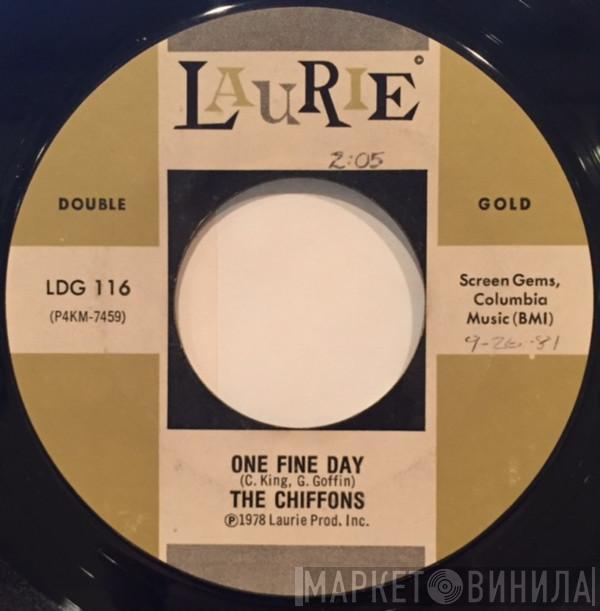 LAURIE
©
2:05
DOUBLE
GOLD
LDG 116
(P4KM-7459)
Screen Gems,
Columbia
Music (BMI)
9-26-81
ONE FINE DAY
(C. King, G. Goffin)
THE CHIFFONS
℗1978 Laurie Prod. Inc.
МАРКЕТ ВИНИЛА